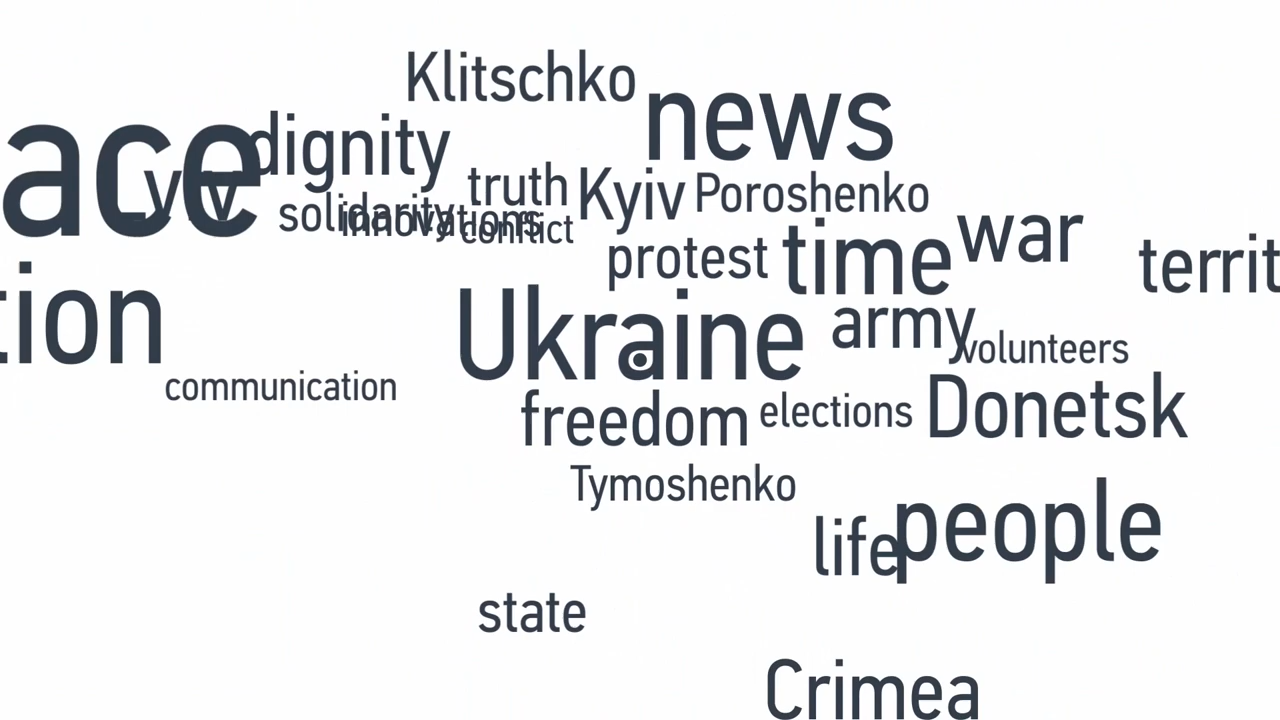 Klitschko
news
dignity
ace
truth
Kyiv
Poroshenko
solidarity
innovations
conflict
war
protest
time
territ
tion
Ukraine
army
volunteers
communication
freedom
elections
Donetsk
Tymoshenko
people
life
state
Crimea